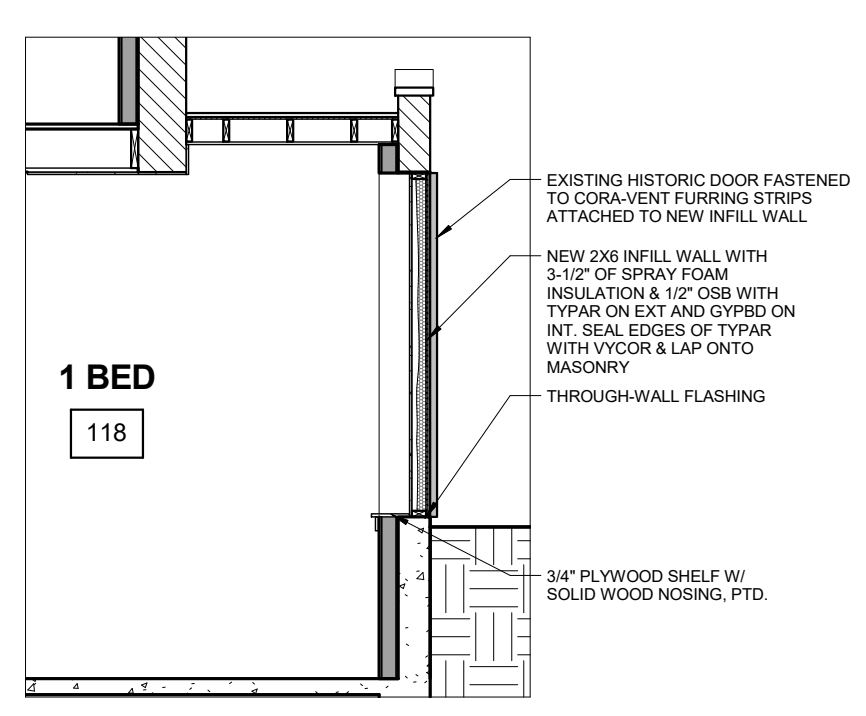 EXISTING HISTORIC DOOR FASTENED
TO CORA-VENT FURRING STRIPS
ATTACHED TO NEW INFILL WALL
NEW 2X6 INFILL WALL WITH
3-1/2" OF SPRAY FOAM
INSULATION & 1/2" OSB WITH
TYPAR ON EXT AND GYPBD ON
INT. SEAL EDGES OF TYPAR
WITH VYCOR & LAP ONTO
MASONRY
1 BED
118
THROUGH-WALL FLASHING
3/4" PLYWOOD SHELF W/
SOLID WOOD NOSING, PTD.